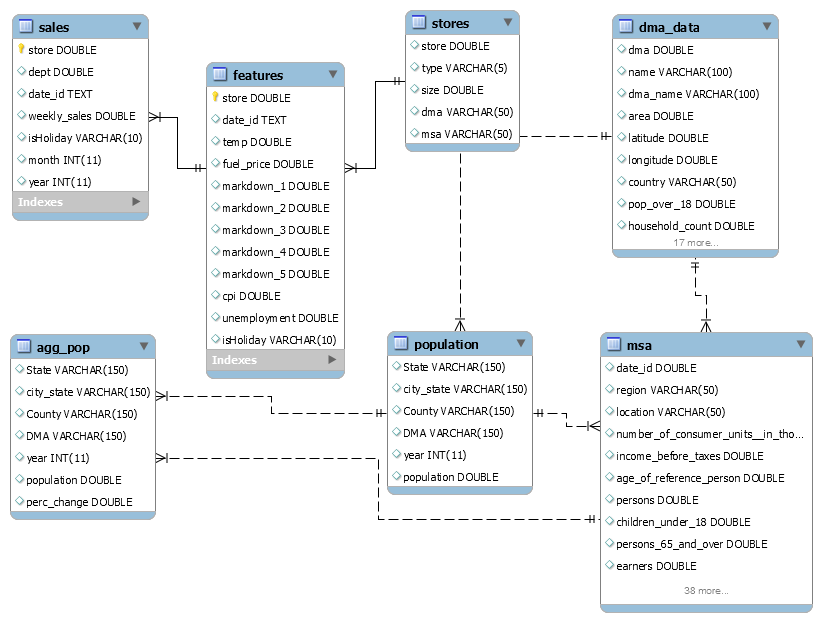 sales
store DOUBLE
dept DOUBLE
date_id TEXT
weekly_sales DOUBLE
isHoliday VARCHAR(10)
month INT(11)
year INT(11)
Indexes
features
store DOUBLE
date_id TEXT
temp DOUBLE
fuel_price DOUBLE
markdown_1 DOUBLE
markdown_2 DOUBLE
markdown_3 DOUBLE
markdown_4 DOUBLE
markdown_5 DOUBLE
cpi DOUBLE
unemployment DOUBLE
isHoliday VARCHAR(10)
Indexes
stores
store DOUBLE
type VARCHAR(5)
size DOUBLE
dma VARCHAR(50)
msa VARCHAR(50)
dma_data
dma DOUBLE
name VARCHAR(100)
dma_name VARCHAR(100)
area DOUBLE
latitude DOUBLE
longitude DOUBLE
country VARCHAR(50)
pop_over_18 DOUBLE
household_count DOUBLE
17 more...
agg_pop
State VARCHAR(150)
city_state VARCHAR(150)
County VARCHAR(150)
DMA VARCHAR(150)
year INT(11)
population DOUBLE
perc_change DOUBLE
population
State VARCHAR(150)
city_state VARCHAR(150)
County VARCHAR(150)
DMA VARCHAR(150)
year INT(11)
population DOUBLE
msa
date_id DOUBLE
region VARCHAR(50)
location VARCHAR(50)
number_of_consumer_units__in_tho...
income_before_taxes DOUBLE
age_of_reference_person DOUBLE
persons DOUBLE
children_under_18 DOUBLE
persons_65_and_over DOUBLE
earners DOUBLE
38 more...